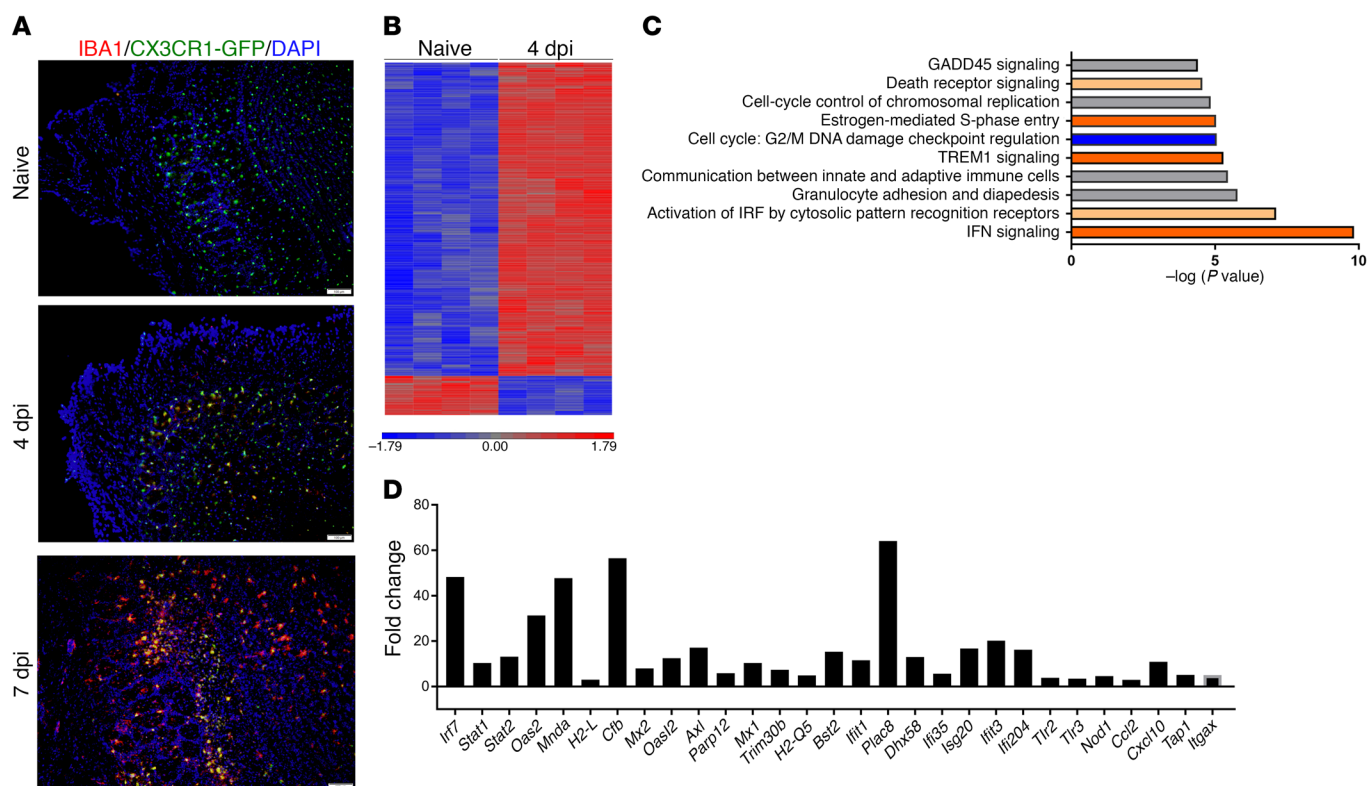 A
IBA1/CX3CR1-GFP/DAPI
Naive
4 dpi
7 dpi
B
Naive
4 dpi
–1.79
0.00
1.79
C
GADD45 signaling
Death receptor signaling
Cell-cycle control of chromosomal replication
Estrogen-mediated S-phase entry
Cell cycle: G2/M DNA damage checkpoint regulation
TREM1 signaling
Communication between innate and adaptive immune cells
Granulocyte adhesion and diapedesis
Activation of IRF by cytosolic pattern recognition receptors
IFN signaling
0
5
10
–log (P value)
D
Fold change
80
60
40
20
0
Irf7
Stat1
Stat2
Oas2
Mnda
H2-L
Cfb
Mx2
Oasl2
Axl
Parp12
Mx1
Trim30b
H2-Q5
Bst2
Ifit1
Plac8
Dhx58
Ifi35
Isg20
Ifit3
Ifi204
Tlr2
Tlr3
Nod1
Ccl2
Cxcl10
Tap1
Itgax